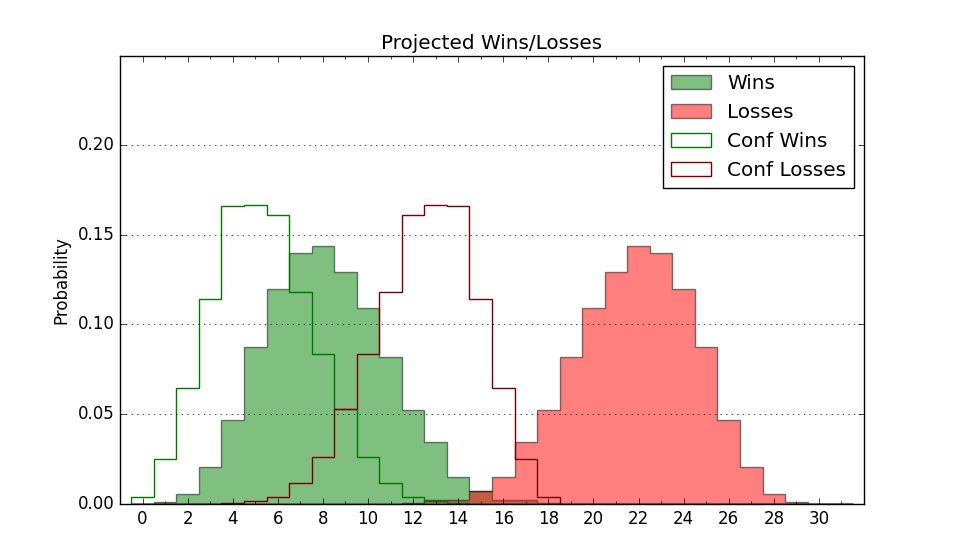 Projected Wins/Losses
Wins
Losses
Conf Wins
Conf Losses
Probability
0.20
0.15
0.10
0.05
0.00
0 2 4 6 8 10 12 14 16 18 20 22 24 26 28 30